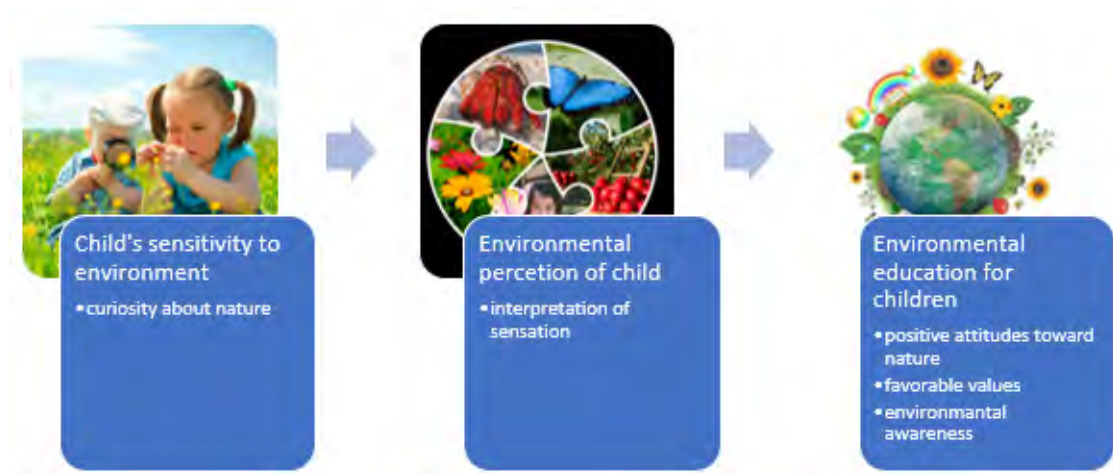 Child's sensitivity to
environment
•curiosity about nature
Environmental
percetion of child
•interpretation of
sensation
Environmental
education for
children
•positive attitudes toward
nature
•favorable values
•environmantal
awareness